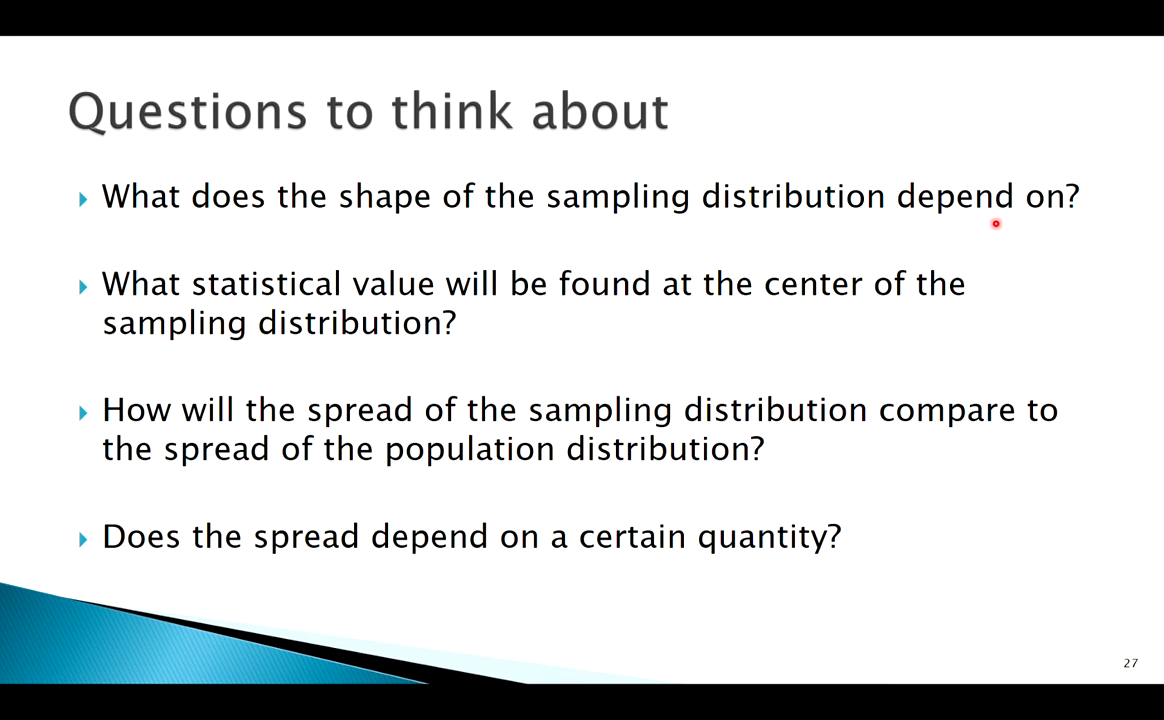 Questions to think about
What does the shape of the sampling distribution depend on?
What statistical value will be found at the center of the
sampling distribution?
How will the spread of the sampling distribution compare to
the spread of the population distribution?
Does the spread depend on a certain quantity?
27